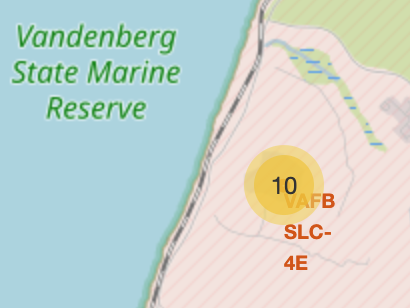 Vandenberg
State Marine
Reserve
10
VAFB
SLC-
4E